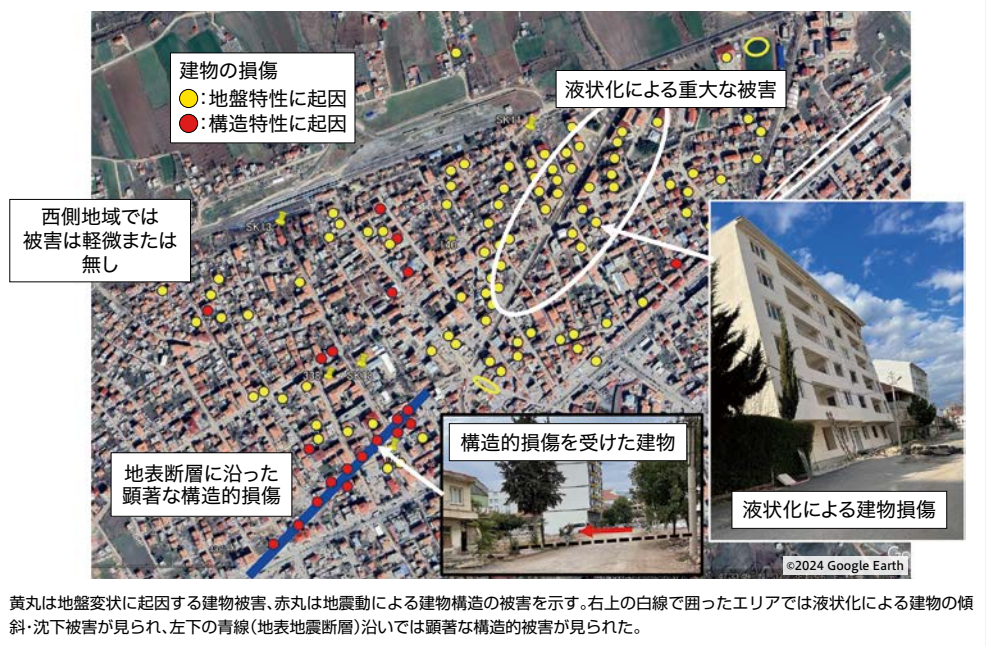 建物の損傷
:地盤特性に起因
:構造特性に起因
液状化による重大な被害
西側地域では
被害は軽微または
無し
地表断層に沿った
顕著な構造的損傷
構造的損傷を受けた建物
液状化による建物損傷
©2024 Google Earth
黄丸は地盤変状に起因する建物被害、赤丸は地震動による建物構造の被害を示す。右上の白線で囲ったエリアでは液状化による建物の傾
斜・沈下被害が見られ、左下の青線(地表地震断層)沿いでは顕著な構造的被害が見られた。